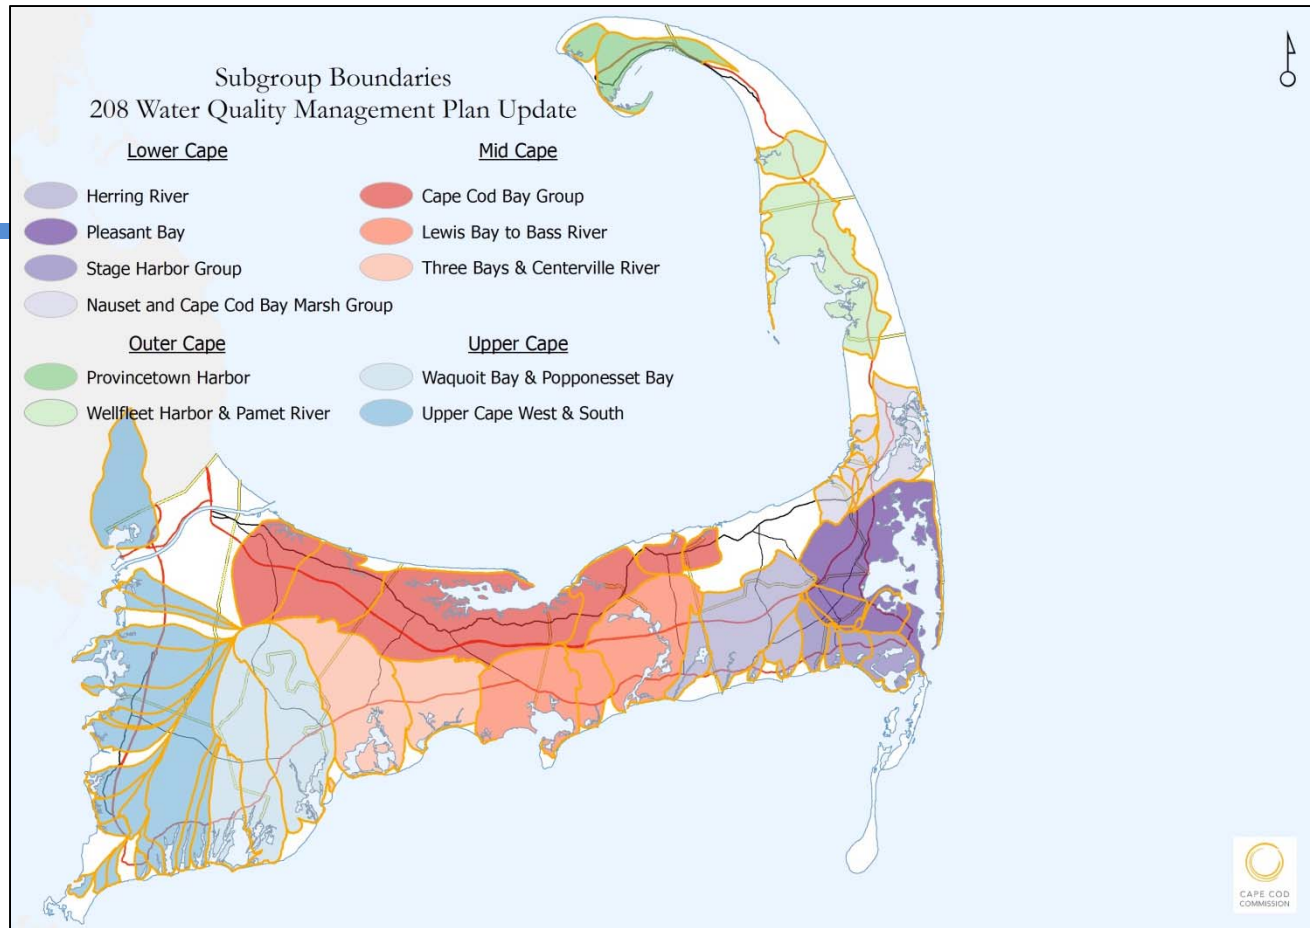 Subgroup Boundaries
208 Water Quality Management Plan Update
Lower Cape
Herring River
Pleasant Bay
Stage Harbor Group
Nauset and Cape Cod Bay Marsh Group
Mid Cape
Cape Cod Bay Group
Lewis Bay to Bass River
Three Bays & Centerville River
Outer Cape
Provincetown Harbor
Wellfleet Harbor & Pamet River
Upper Cape
Waquoit Bay & Popponesset Bay
Upper Cape West & South
CAPE COD
COMMISSION